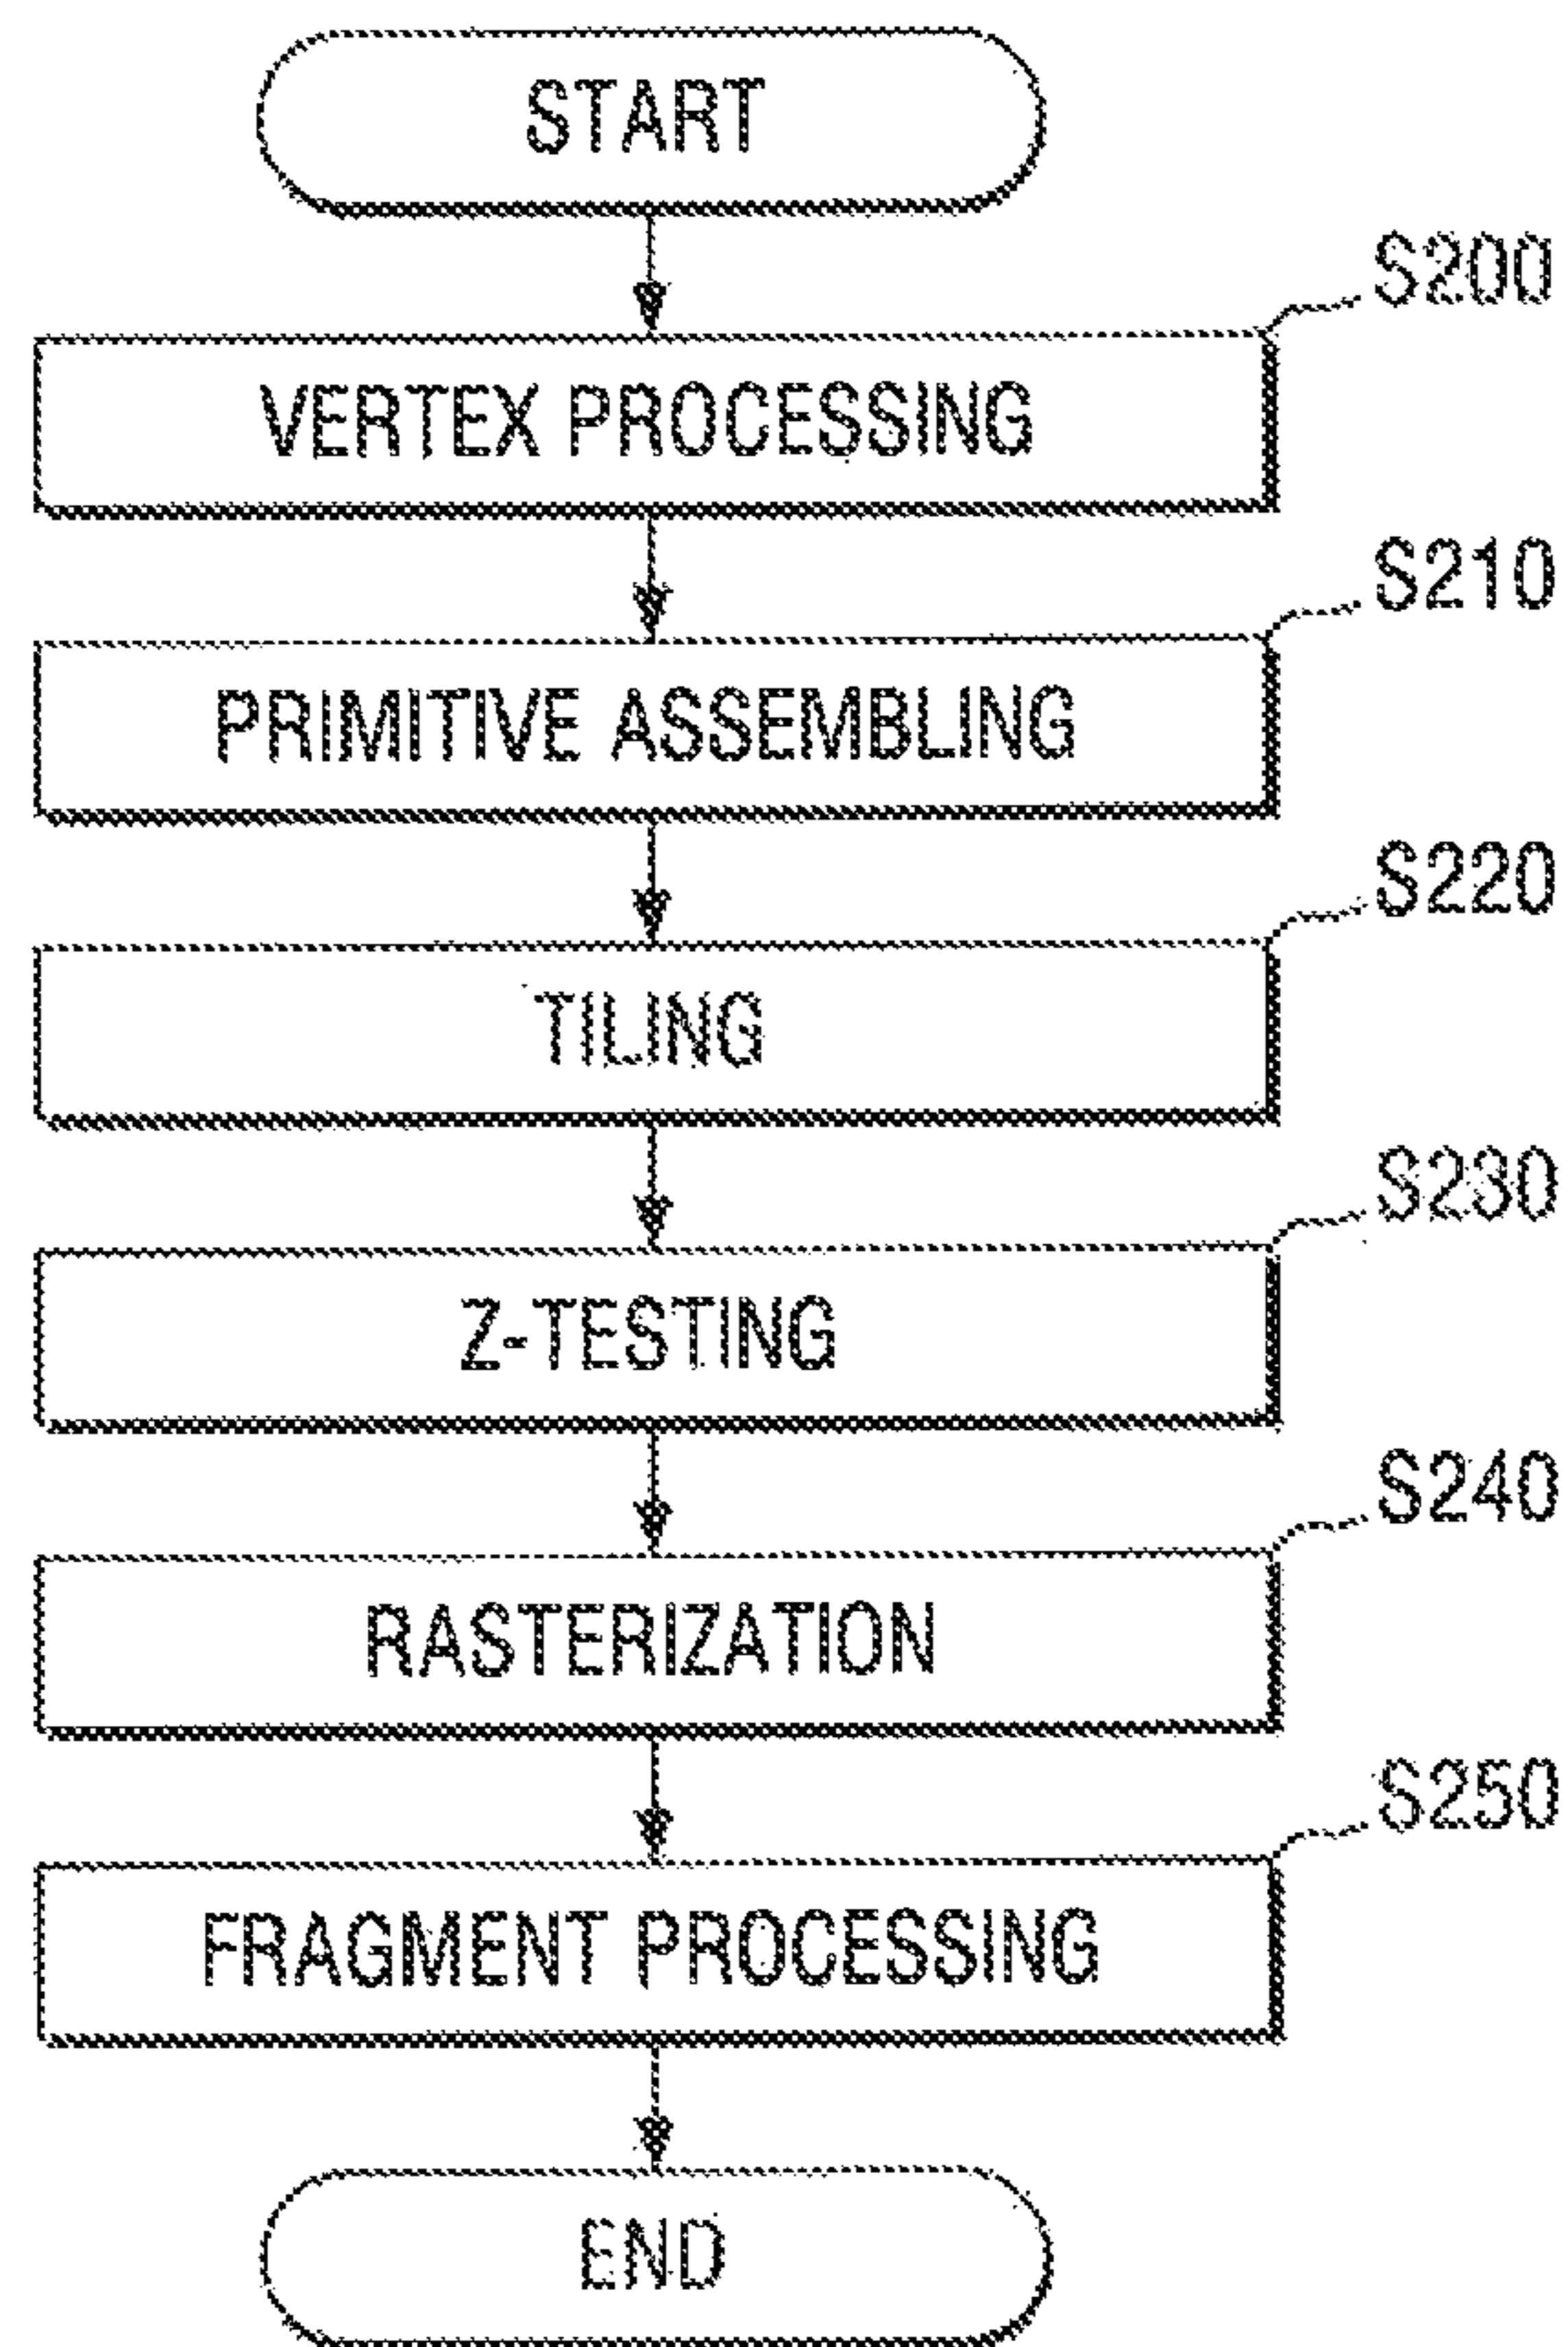 START
S200
VERTEX PROCESSING
S210
PRIMITIVE ASSEMBLING
S220
TILING
S230
Z-TESTING
S240
RASTERIZATION
S250
FRAGMENT PROCESSING
END